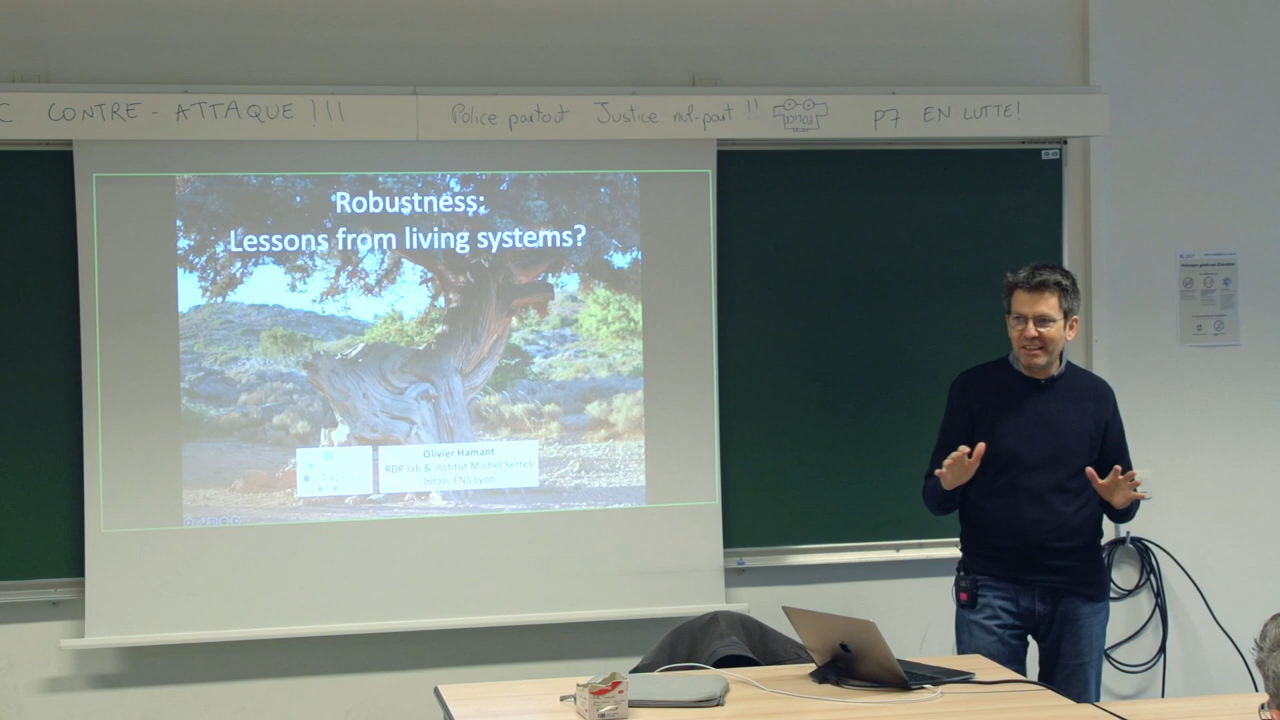 C CONTRE - ATTAQUE !!!
Police partout Justice nul-part !!
P7 EN LUTTE!
Robustness:
Lessons from living systems?
Olivier Hamant
RDP lab & Institut Michel Serres
Inrae, ENS Lyon